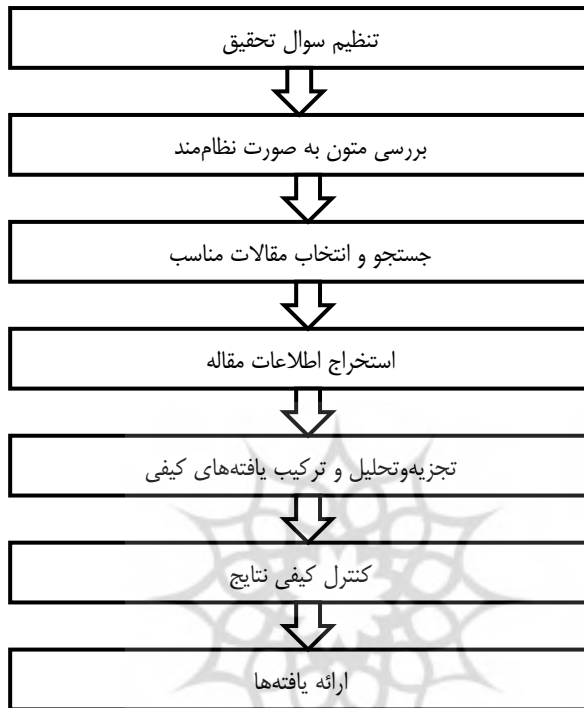 تنظیم سوال تحقیق
بررسی متون به صورت نظام‌مند
جستجو و انتخاب مقالات مناسب
استخراج اطلاعات مقاله
تجزیه‌وتحلیل و ترکیب یافته‌های کیفی
کنترل کیفی نتایج
ارائه یافته‌ها